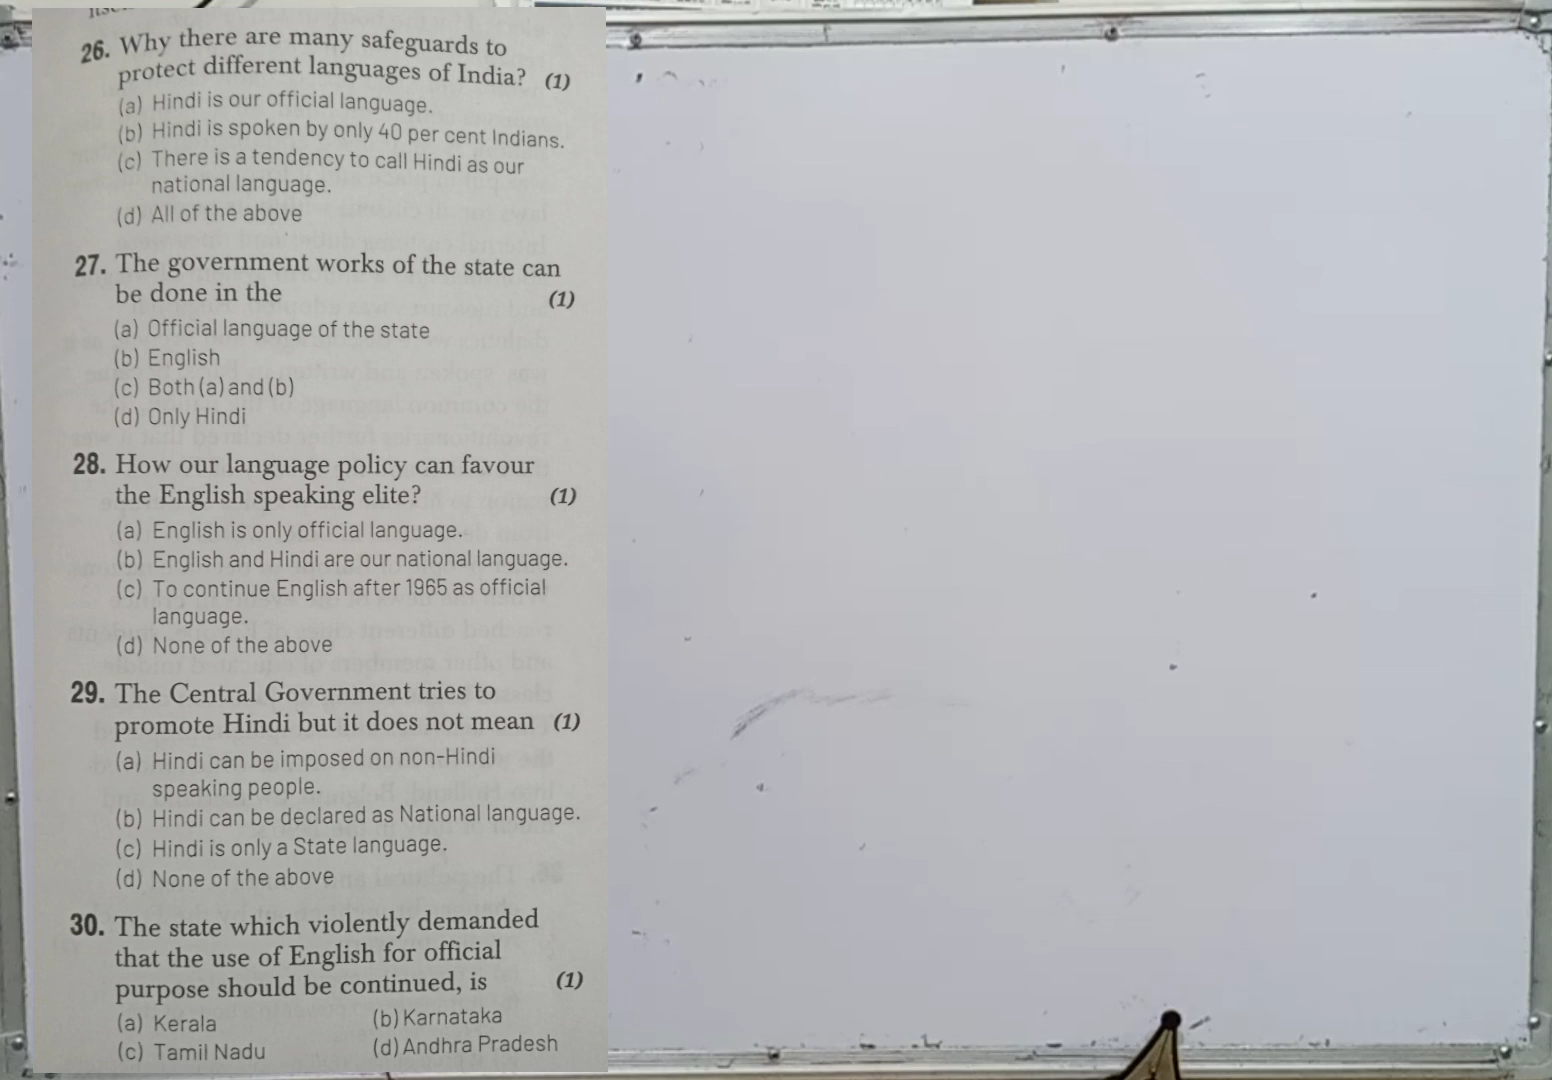 26. Why there are many safeguards to
protect different languages of India? (1)
(a) Hindi is our official language.
(b) Hindi is spoken by only 40 per cent Indians.
(c) There is a tendency to call Hindi as our
national language.
(d) All of the above
27. The government works of the state can
be done in the (1)
(a) Official language of the state
(b) English
(c) Both (a) and (b)
(d) Only Hindi
28. How our language policy can favour
the English speaking elite? (1)
(a) English is only official language.
(b) English and Hindi are our national language.
(c) To continue English after 1965 as official
language.
(d) None of the above
29. The Central Government tries to
promote Hindi but it does not mean (1)
(a) Hindi can be imposed on non-Hindi
speaking people.
(b) Hindi can be declared as National language.
(c) Hindi is only a State language.
(d) None of the above
30. The state which violently demanded
that the use of English for official
purpose should be continued, is (1)
(a) Kerala (b) Karnataka
(c) Tamil Nadu (d) Andhra Pradesh